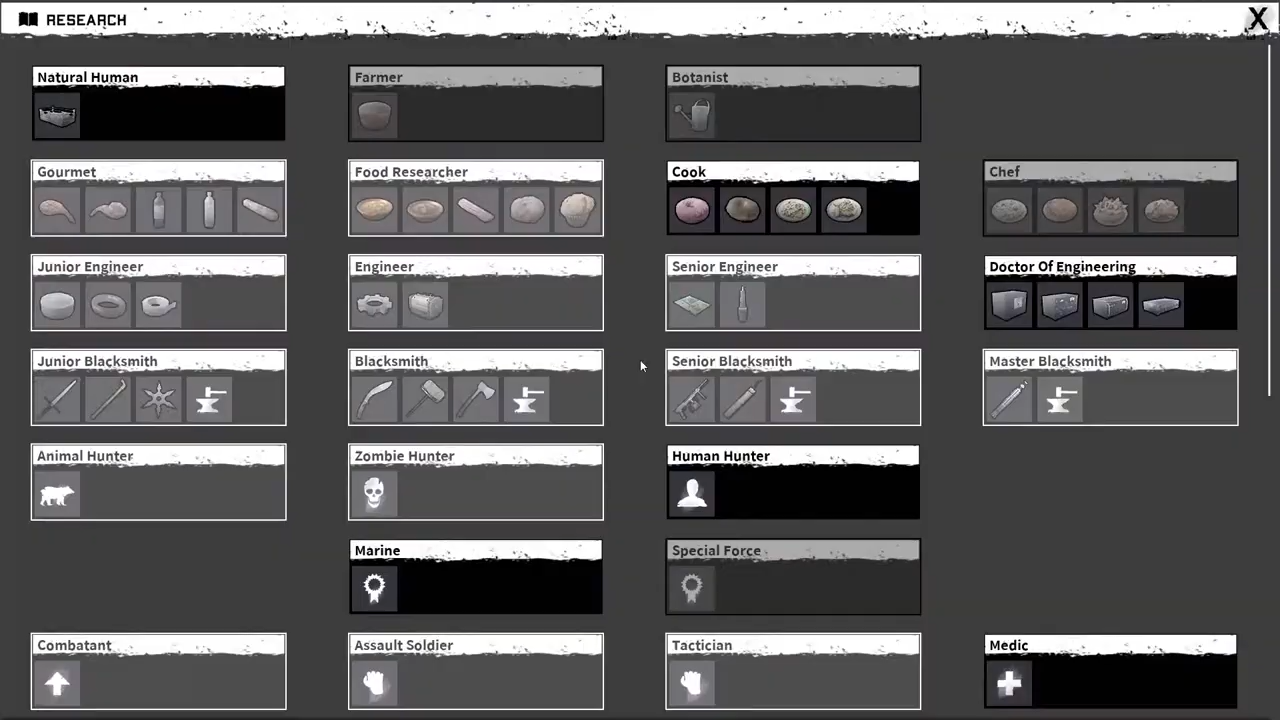 RESEARCH
X
Natural Human
Farmer
Botanist
Gourmet
Food Researcher
Cook
Chef
Junior Engineer
Engineer
Senior Engineer
Doctor Of Engineering
Junior Blacksmith
Blacksmith
Senior Blacksmith
Master Blacksmith
Animal Hunter
Zombie Hunter
Human Hunter
Marine
Special Force
Combatant
Assault Soldier
Tactician
Medic